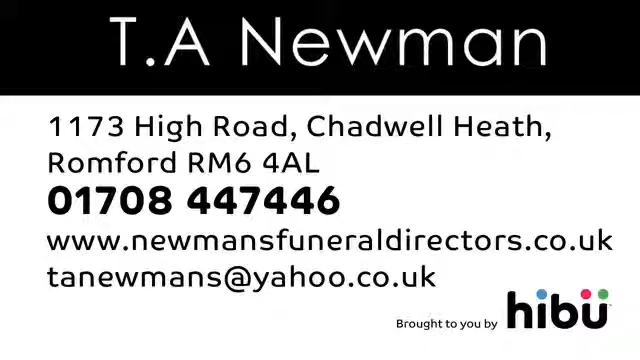 T.A Newman
1173 High Road, Chadwell Heath,
Romford RM6 4AL
01708 447446
www.newmansfuneraldirectors.co.uk
tanewmans@yahoo.co.uk
Brought to you by hibü